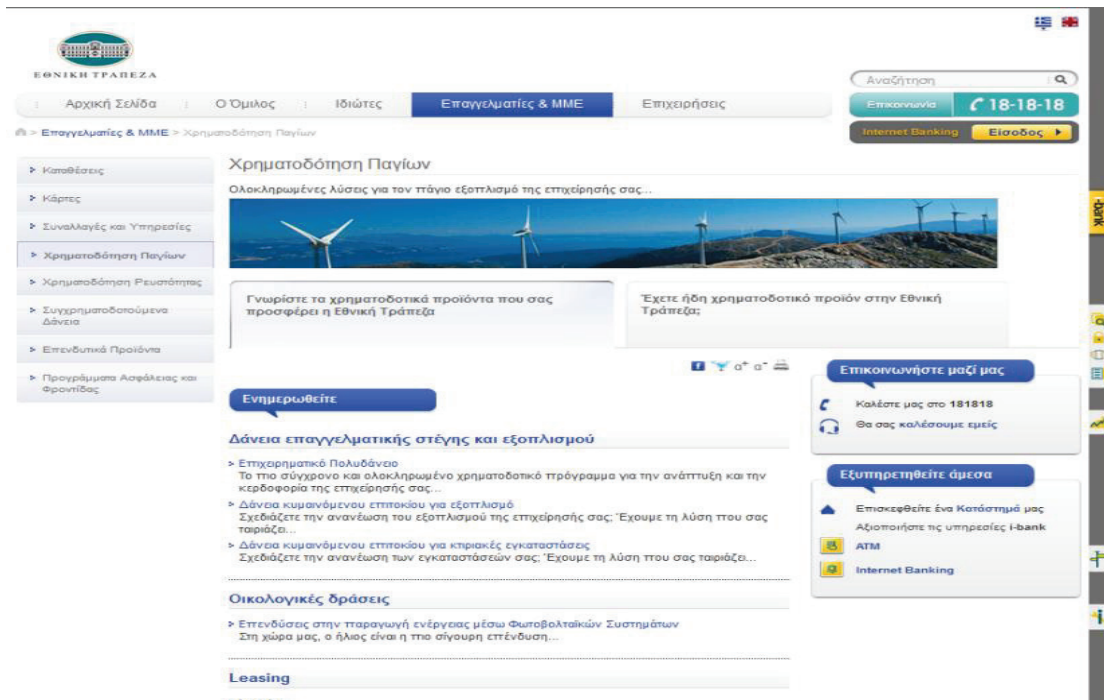 ΕΘΝΙΚΗ ΤΡΑΠΕΖΑ
Αναζήτηση
Αρχική Σελίδα
Ο Όμιλος
Ιδιώτες
Επαγγελματίες & ΜΜΕ
Επιχειρήσεις
Επικοινωνία
18-18-18
> Επαγγελματίες & ΜΜΕ > Χρηματοδότηση Παγίων
Internet Banking
Είσοδος
Καταθέσεις
Κάρτες
Συναλλαγές και Υπηρεσίες
Χρηματοδότηση Παγίων
Χρηματοδότηση Ρευστότητας
Συγχρηματοδοτούμενα
Δάνεια
Επενδυτικά Προϊόντα
Προγράμματα Ασφάλειας και
Φροντίδας
Χρηματοδότηση Παγίων
Ολοκληρωμένες λύσεις για τον πάγιο εξοπλισμό της επιχείρησής σας...
Γνωρίστε τα χρηματοδοτικά προϊόντα που σας
προσφέρει η Εθνική Τράπεζα
Έχετε ήδη χρηματοδοτικό προϊόν στην Εθνική
Τράπεζα;
α+ α-
Ενημερωθείτε
Δάνεια επαγγελματικής στέγης και εξοπλισμού
Επιχειρηματικό Πολυδάνειο
Το πιο σύγχρονο και ολοκληρωμένο χρηματοδοτικό πρόγραμμα για την ανάπτυξη και την
κερδοφορία της επιχείρησής σας...
Δάνεια κυμαινόμενου επιτοκίου για εξοπλισμό
Σχεδιάζετε την ανανέωση του εξοπλισμού της επιχείρησής σας; Έχουμε τη λύση που σας
ταιριάζει...
Δάνεια κυμαινόμενου επιτοκίου για κτιριακές εγκαταστάσεις
Σχεδιάζετε την ανανέωση των εγκαταστάσεών σας; Έχουμε τη λύση που σας ταιριάζει...
Οικολογικές δράσεις
Επενδύσεις στην παραγωγή ενέργειας μέσω Φωτοβολταϊκών Συστημάτων
Στη χώρα μας, ο ήλιος είναι η πιο σίγουρη επένδυση...
Leasing
Επικοινωνήστε μαζί μας
Καλέστε μας στο 181818
Θα σας καλέσουμε εμείς
Εξυπηρετηθείτε άμεσα
Επισκεφθείτε ένα Κατάστημά μας
Αξιοποιήστε τις υπηρεσίες i-bank
ATM
Internet Banking
-bank